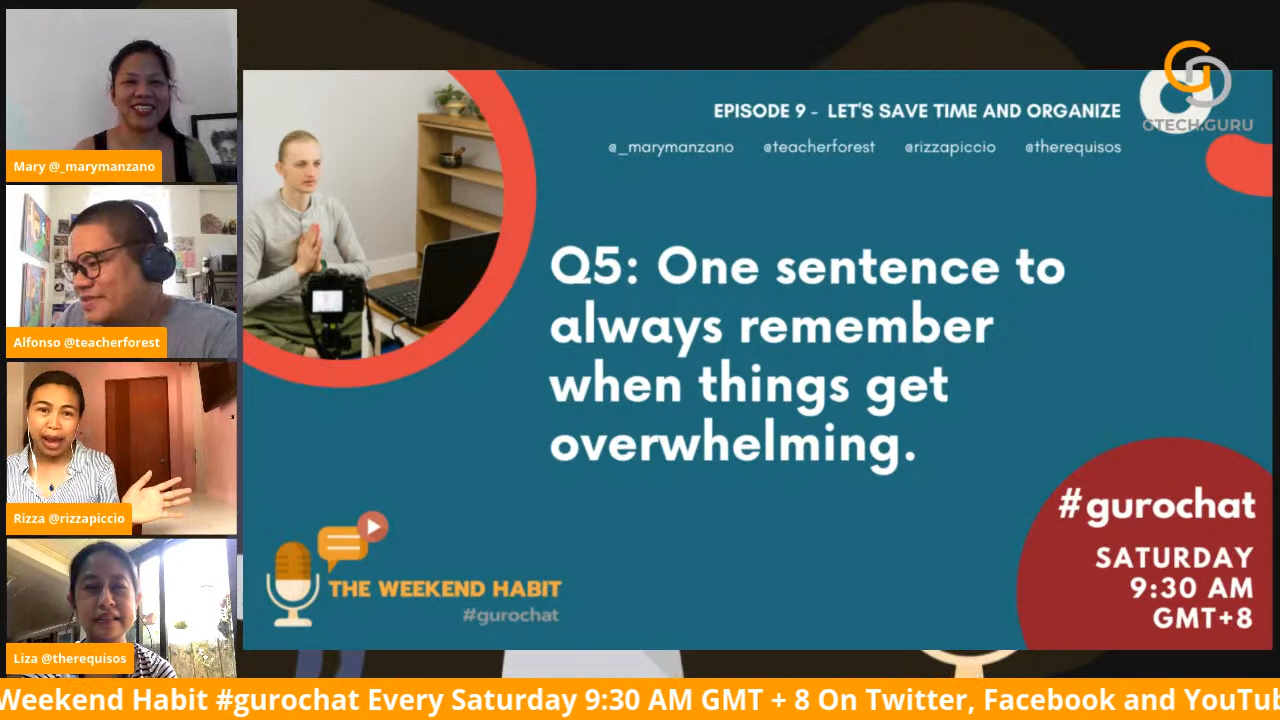 Mary @_marymanzano
Alfonso @teacherforest
Rizza @rizzapiccio
Liza @therequisos
GTECH.GURU
EPISODE 9 - LET'S SAVE TIME AND ORGANIZE
@_marymanzano @teacherforest @rizzapiccio @therequisos
Q5: One sentence to
always remember
when things get
overwhelming.
THE WEEKEND HABIT
#gurochat
#gurochat
SATURDAY
9:30 AM
GMT+8
Weekend Habit #gurochat Every Saturday 9:30 AM GMT + 8 On Twitter, Facebook and YouTub